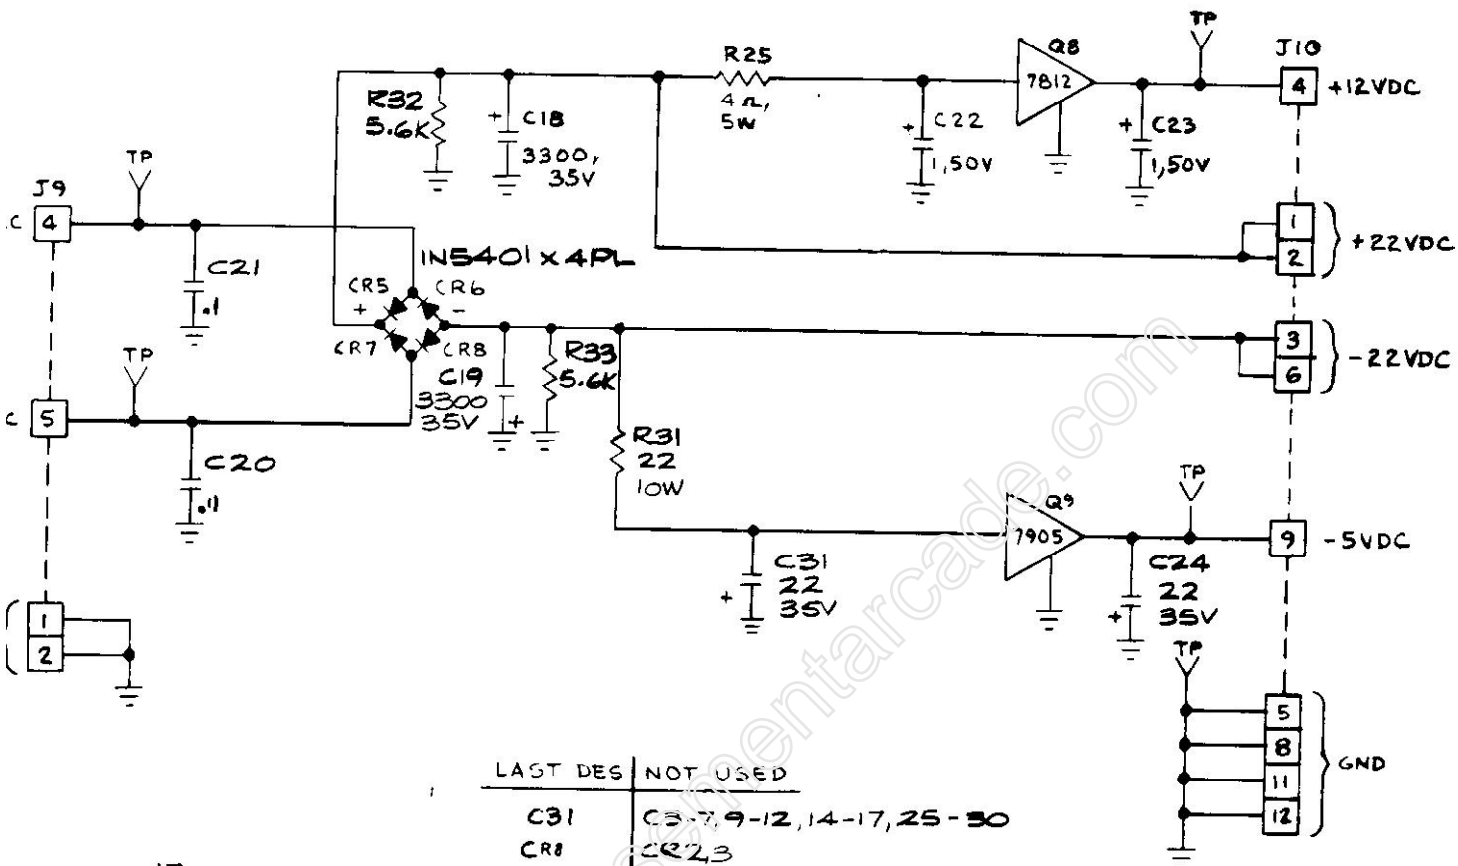 TP
R25
4Ω,
5W
Q8
7812
J10
4
+12VDC
R32
5.6K
+ C18
3300,
35V
+ C22
1,50V
+ C23
1,50V
TP
J9
C 4
C21
.1
1
2
+22VDC
IN5401 X 4PL
CR5
CR6
+
-
CR7
CR8
C19
3300
35V
+
R33
5.6K
3
6
-22VDC
TP
C 5
C20
.1
R31
22
10W
TP
Q9
7905
9
-5VDC
C31
22
35V
+
C24
22
35V
+
1
2
TP
5
8
11
12
GND
LAST DES NOT USED
C31 C3-7,9-12,14-17,25-30
CR8 CR2,3
ementarcade.com